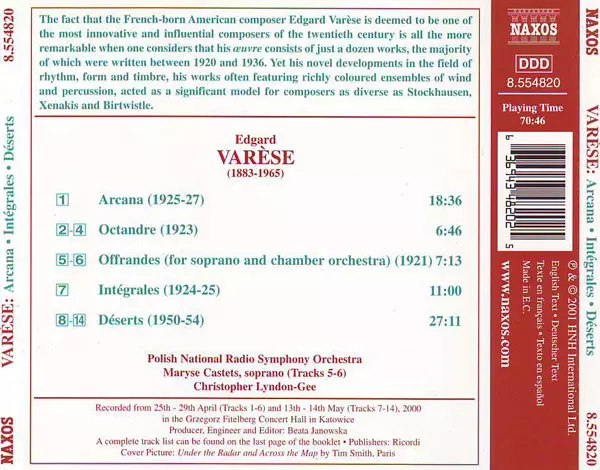 8.554820
VARÈSE: Arcana • Intégrales • Déserts
NAXOS
The fact that the French-born American composer Edgard Varèse is deemed to be one of
the most innovative and influential composers of the twentieth century is all the more
remarkable when one considers that his œuvre consists of just a dozen works, the majority
of which were written between 1920 and 1936. Yet his novel developments in the field of
rhythm, form and timbre, his works often featuring richly coloured ensembles of wind
and percussion, acted as a significant model for composers as diverse as Stockhausen,
Xenakis and Birtwistle.
Edgard
VARÈSE
(1883-1965)
1 Arcana (1925-27) 18:36
2-4 Octandre (1923) 6:46
5-6 Offrandes (for soprano and chamber orchestra) (1921) 7:13
7 Intégrales (1924-25) 11:00
8-14 Déserts (1950-54) 27:11
Polish National Radio Symphony Orchestra
Maryse Castets, soprano (Tracks 5-6)
Christopher Lyndon-Gee
Recorded from 25th - 29th April (Tracks 1-6) and 13th - 14th May (Tracks 7-14), 2000
in the Grzegorz Fitelberg Concert Hall in Katowice
Producer, Engineer and Editor: Beata Janowska
A complete track list can be found on the last page of the booklet • Publishers: Ricordi
Cover Picture: Under the Radar and Across the Map by Tim Smith, Paris
NAXOS
DDD
8.554820
Playing Time
70:46
6 36943 48202 5
www.naxos.com
℗ & © 2001 HNH International Ltd.
English Text • Deutscher Text
Texte en français • Texto en español
Made in E.C.
NAXOS
VARÈSE: Arcana • Intégrales • Déserts
8.554820